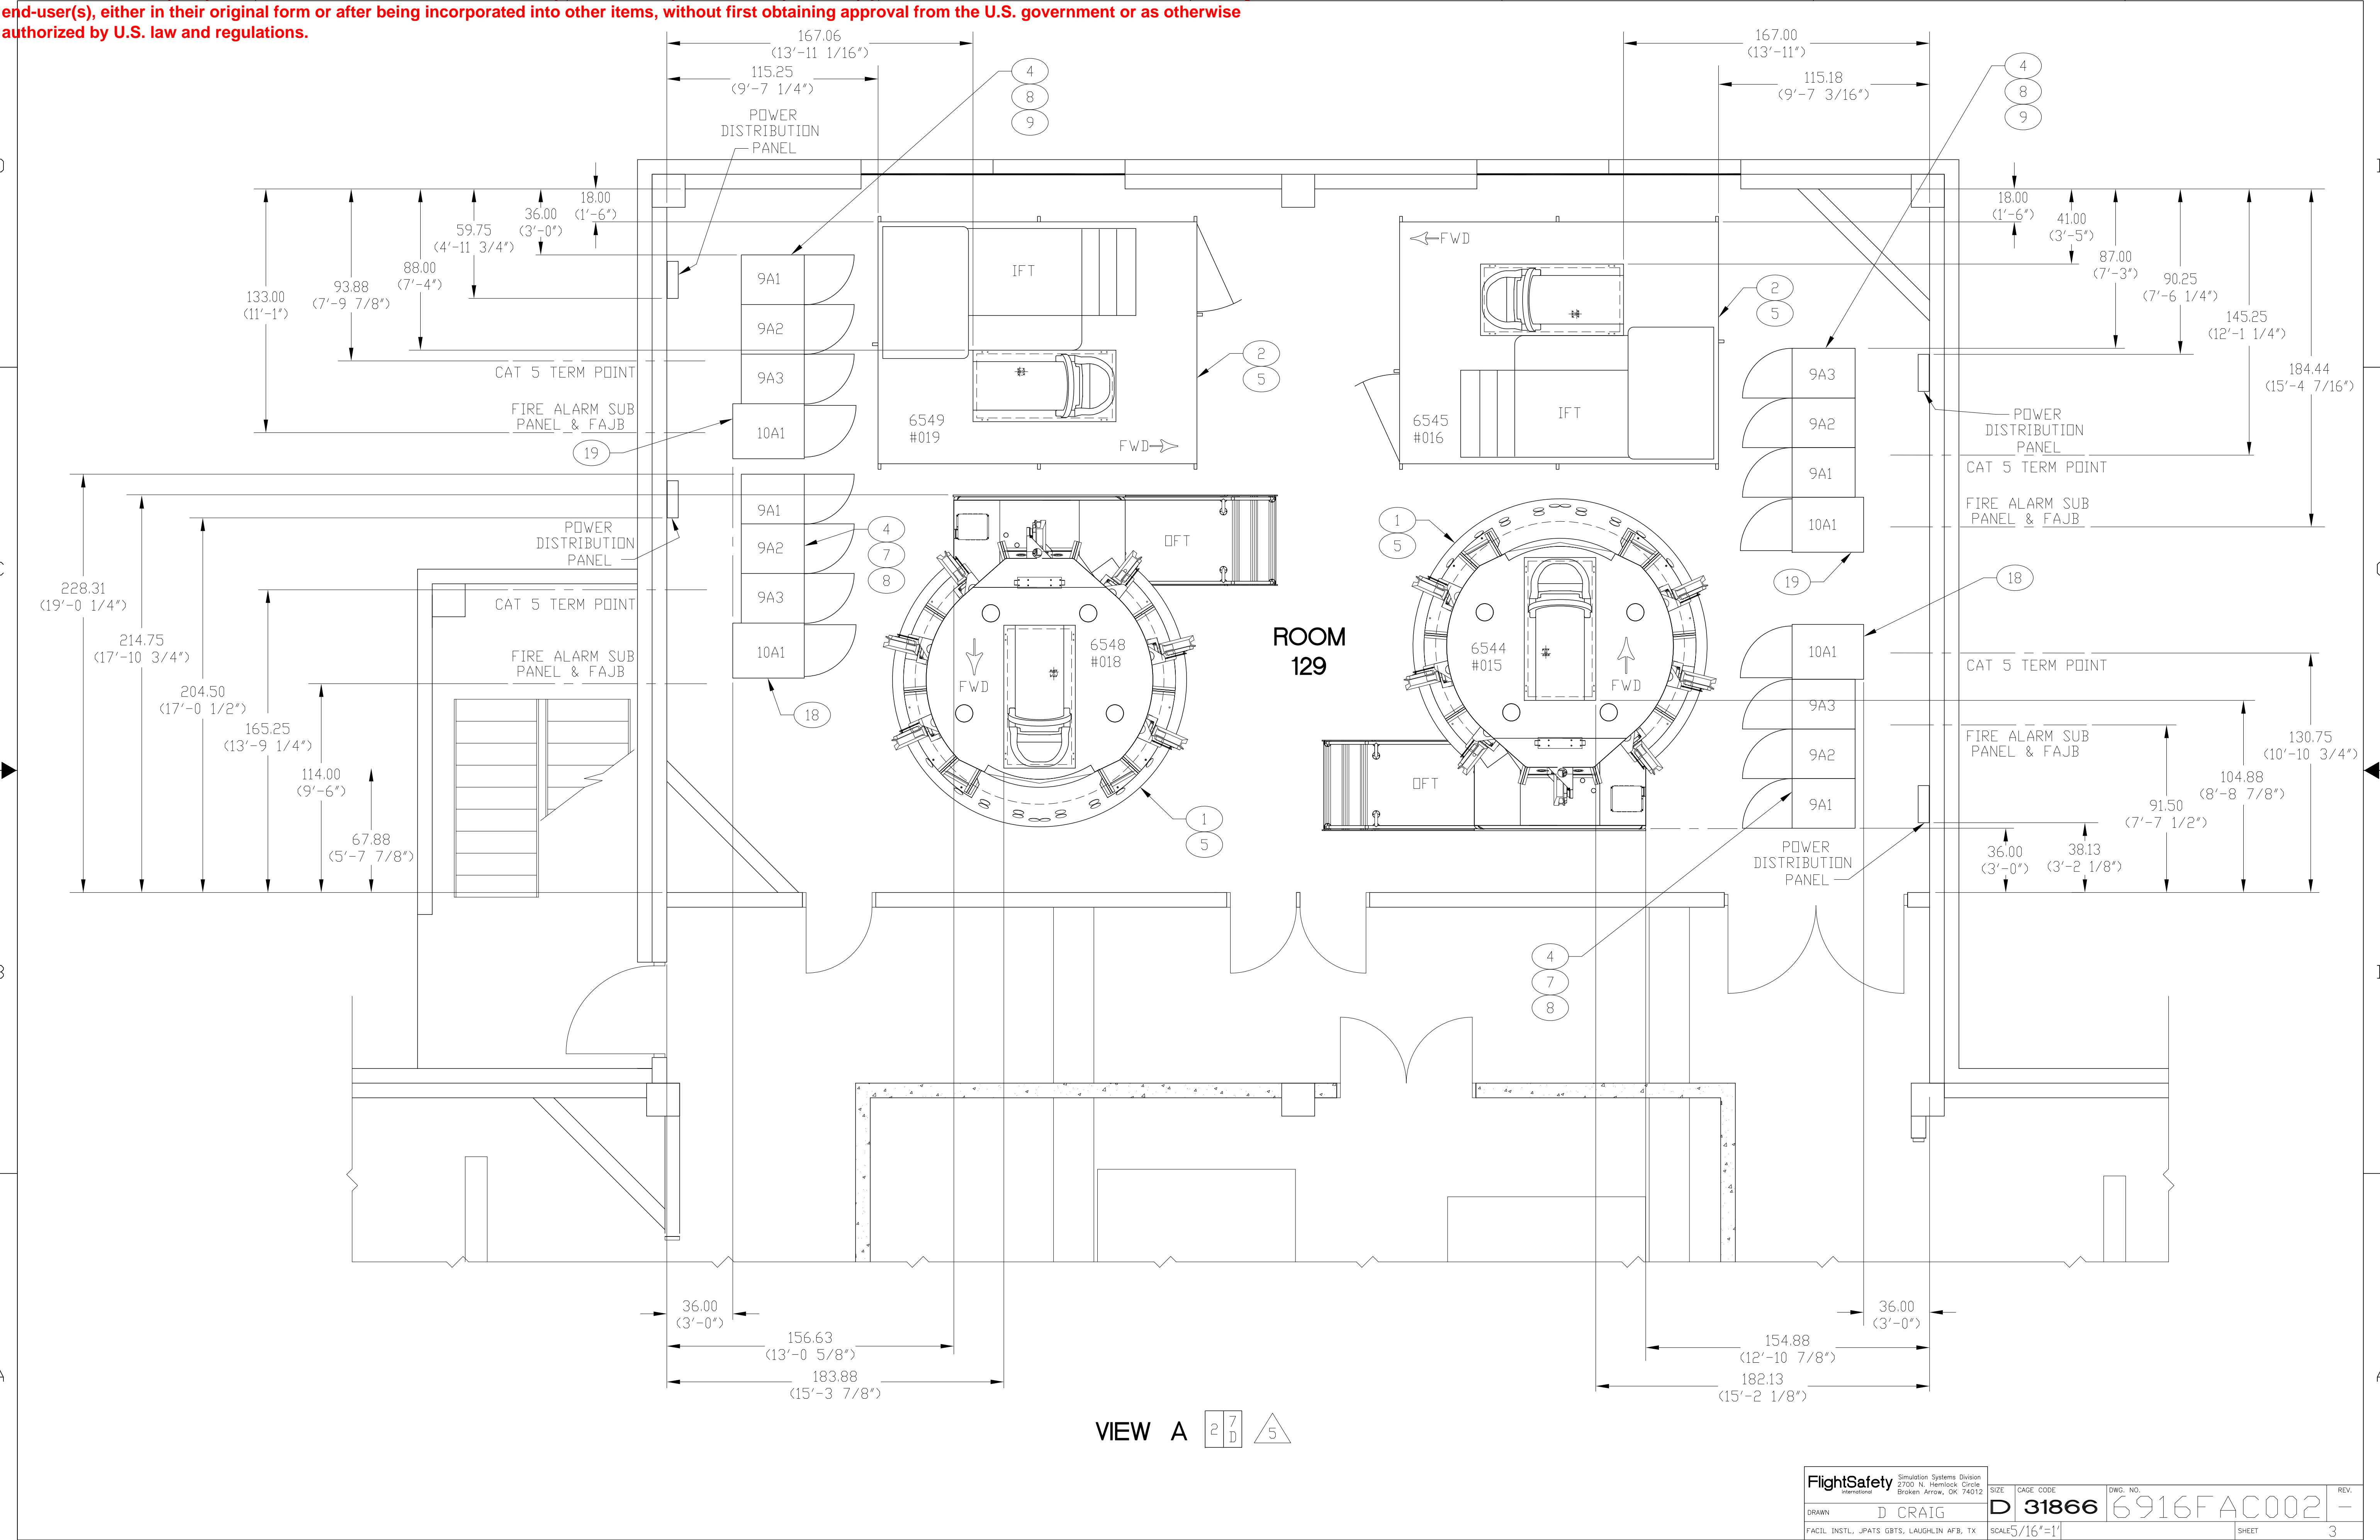 end-user(s), either in their original form or after being incorporated into other items, without first obtaining approval from the U.S. government or as otherwise
authorized by U.S. law and regulations.
167.06
(13'-11 1/16")
115.25
(9'-7 1/4")
4
8
9
167.00
(13'-11")
115.18
(9'-7 3/16")
4
8
9
POWER
DISTRIBUTION
PANEL
18.00
(1'-6")
36.00
(3'-0")
59.75
(4'-11 3/4")
88.00
(7'-4")
93.88
(7'-9 7/8")
133.00
(11'-1")
18.00
(1'-6")
41.00
(3'-5")
87.00
(7'-3")
90.25
(7'-6 1/4")
145.25
(12'-1 1/4")
184.44
(15'-4 7/16")
CAT 5 TERM POINT
FIRE ALARM SUB
PANEL & FAJB
19
9A1
9A2
9A3
10A1
IFT
6549
#019
FWD
2
5
FWD
IFT
6545
#016
2
5
9A3
9A2
9A1
10A1
POWER
DISTRIBUTION
PANEL
CAT 5 TERM POINT
FIRE ALARM SUB
PANEL & FAJB
19
18
228.31
(19'-0 1/4")
214.75
(17'-10 3/4")
204.50
(17'-0 1/2")
165.25
(13'-9 1/4")
114.00
(9'-6")
67.88
(5'-7 7/8")
POWER
DISTRIBUTION
PANEL
CAT 5 TERM POINT
FIRE ALARM SUB
PANEL & FAJB
9A1
9A2
9A3
10A1
4
7
8
18
OFT
6548
#018
FWD
1
5
ROOM
129
1
5
6544
#015
FWD
OFT
10A1
9A3
9A2
9A1
CAT 5 TERM POINT
FIRE ALARM SUB
PANEL & FAJB
POWER
DISTRIBUTION
PANEL
36.00
(3'-0")
38.13
(3'-2 1/8")
91.50
(7'-7 1/2")
104.88
(8'-8 7/8")
130.75
(10'-10 3/4")
4
7
8
36.00
(3'-0")
156.63
(13'-0 5/8")
183.88
(15'-3 7/8")
36.00
(3'-0")
154.88
(12'-10 7/8")
182.13
(15'-2 1/8")
VIEW A 2 7 D 5
FlightSafety international
Simulation Systems Division
2700 N. Hemlock Circle
Broken Arrow, OK 74012
DRAWN D CRAIG
FACIL INSTL, JPATS GBTS, LAUGHLIN AFB, TX
SIZE D
CAGE CODE 31866
DWG. NO. 6916FAC002
REV. -
SCALE 5/16"=1'
SHEET 3